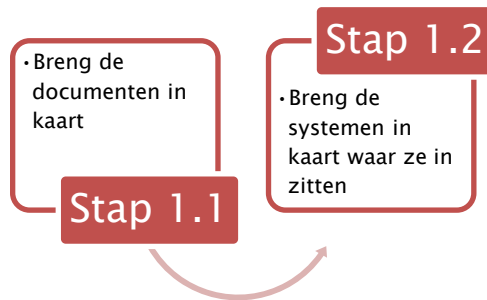 • Breng de
documenten in
kaart
Stap 1.1
Stap 1.2
• Breng de
systemen in
kaart waar ze in
zitten